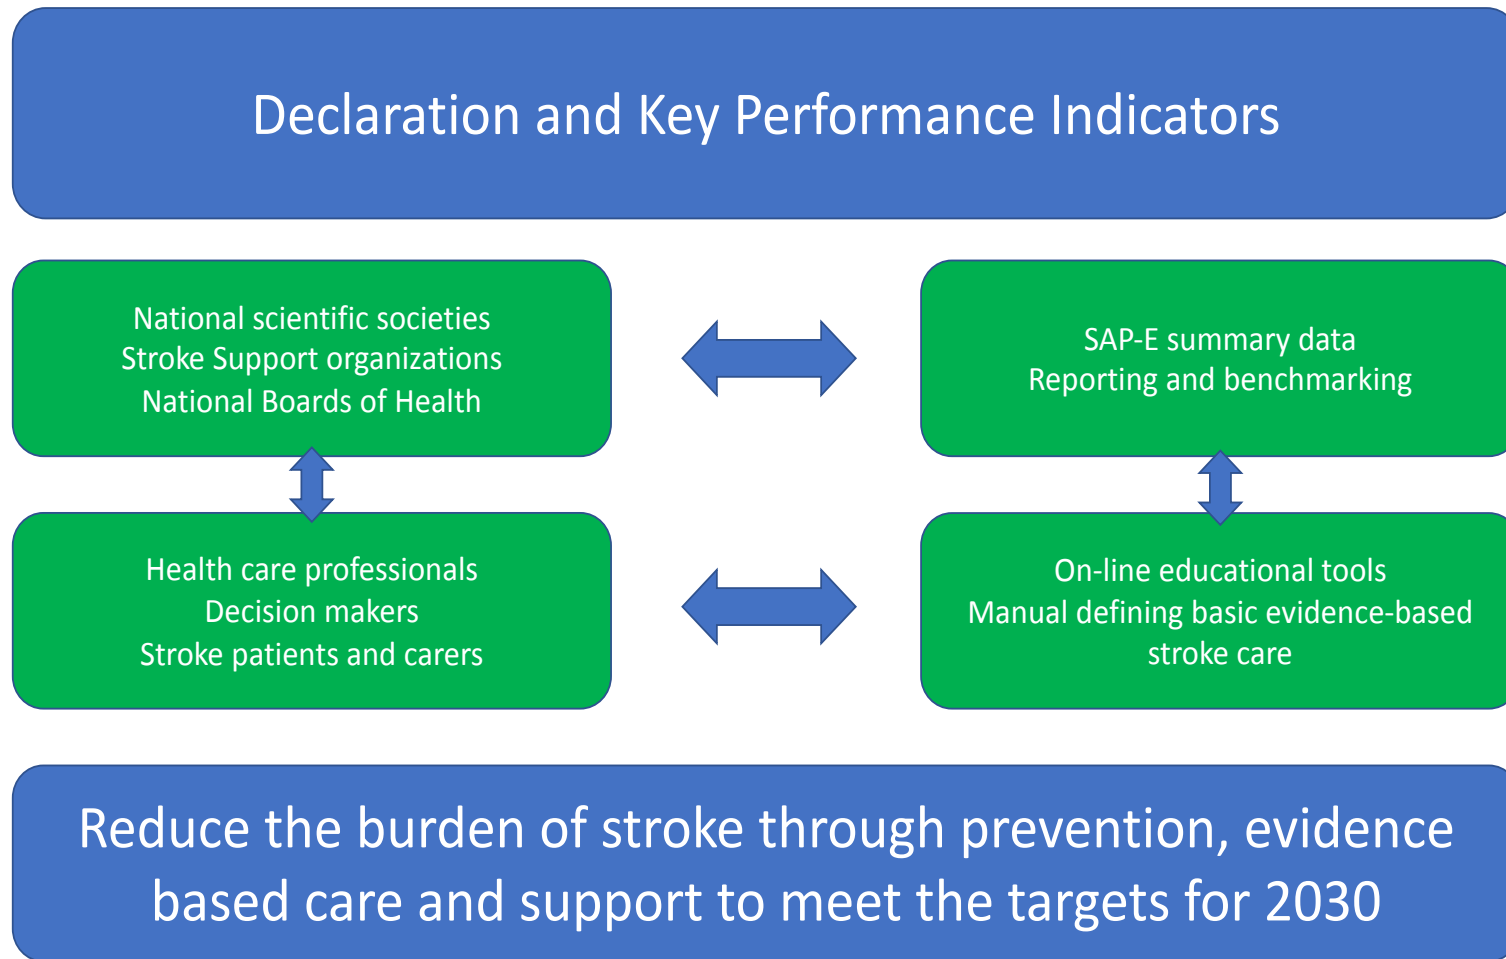 Declaration and Key Performance Indicators
National scientific societies
Stroke Support organizations
National Boards of Health
SAP-E summary data
Reporting and benchmarking
Health care professionals
Decision makers
Stroke patients and carers
On-line educational tools
Manual defining basic evidence-based
stroke care
Reduce the burden of stroke through prevention, evidence
based care and support to meet the targets for 2030